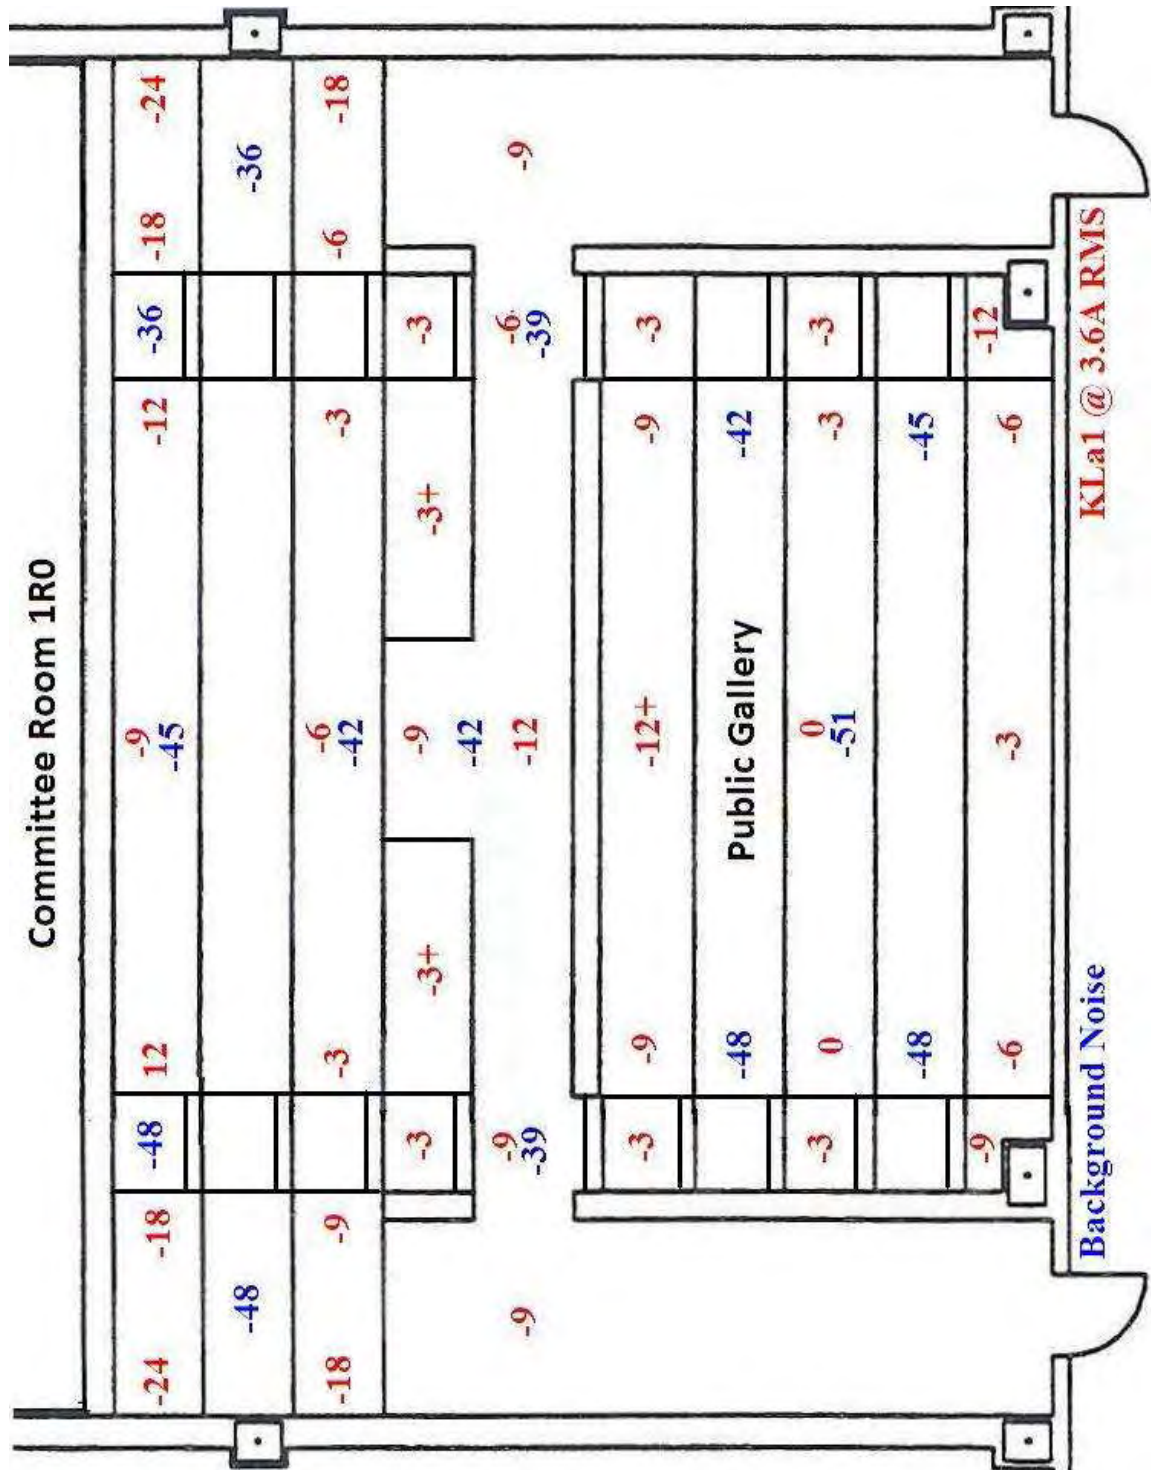 Committee Room 1R0
-24 -18 -48 12 -9 -12 -36 -18 -24
-45
-48 -36
-18 -9 -3 -6 -3 -6 -18
-42
-3 -3+ -9 -3+ -3
-42
-9 -9 -12 -6 -9
-39 -39
-3 -9 -12+ -9 -3
-48 Public Gallery -42
-3 0 0 -3 -3
-51
-48 -45
-9 -6 -3 -6 -12
Background Noise KLa1 @ 3.6A RMS